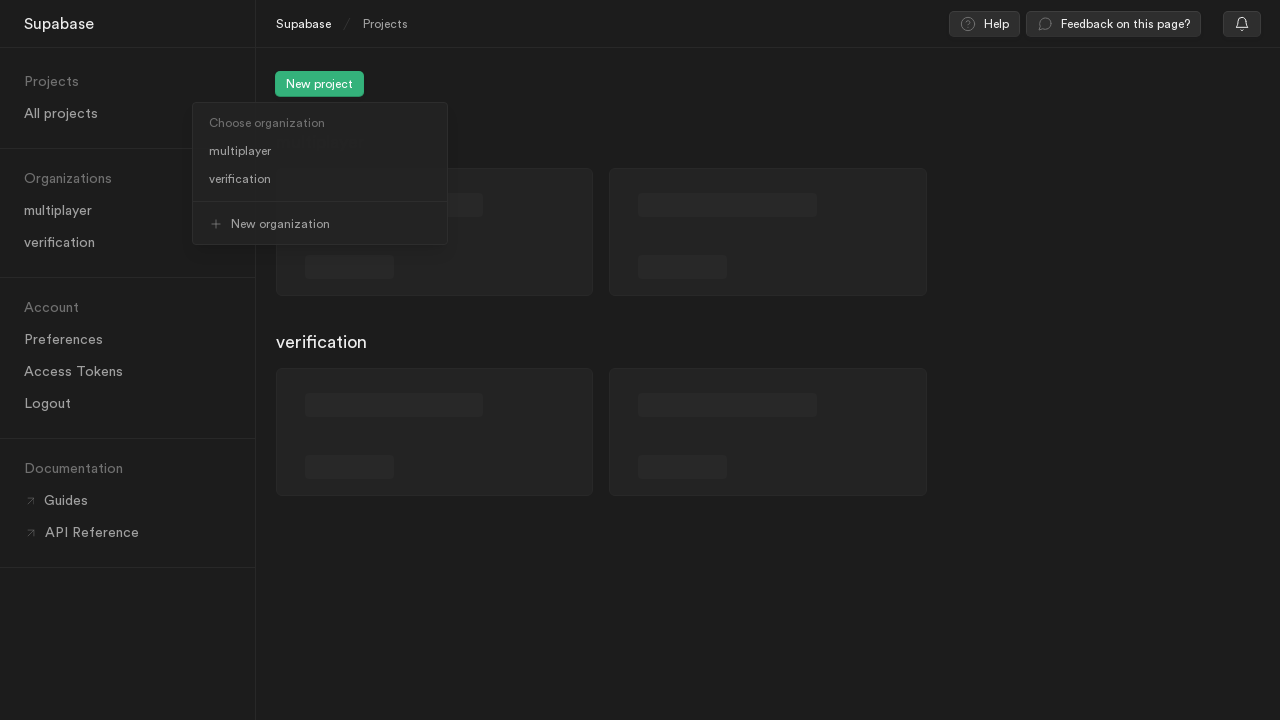 Supabase
Supabase / Projects
Help
Feedback on this page?
Projects
All projects
Organizations
multiplayer
verification
Account
Preferences
Access Tokens
Logout
Documentation
Guides
API Reference
New project
Choose organization
multiplayer
verification
New organization
verification